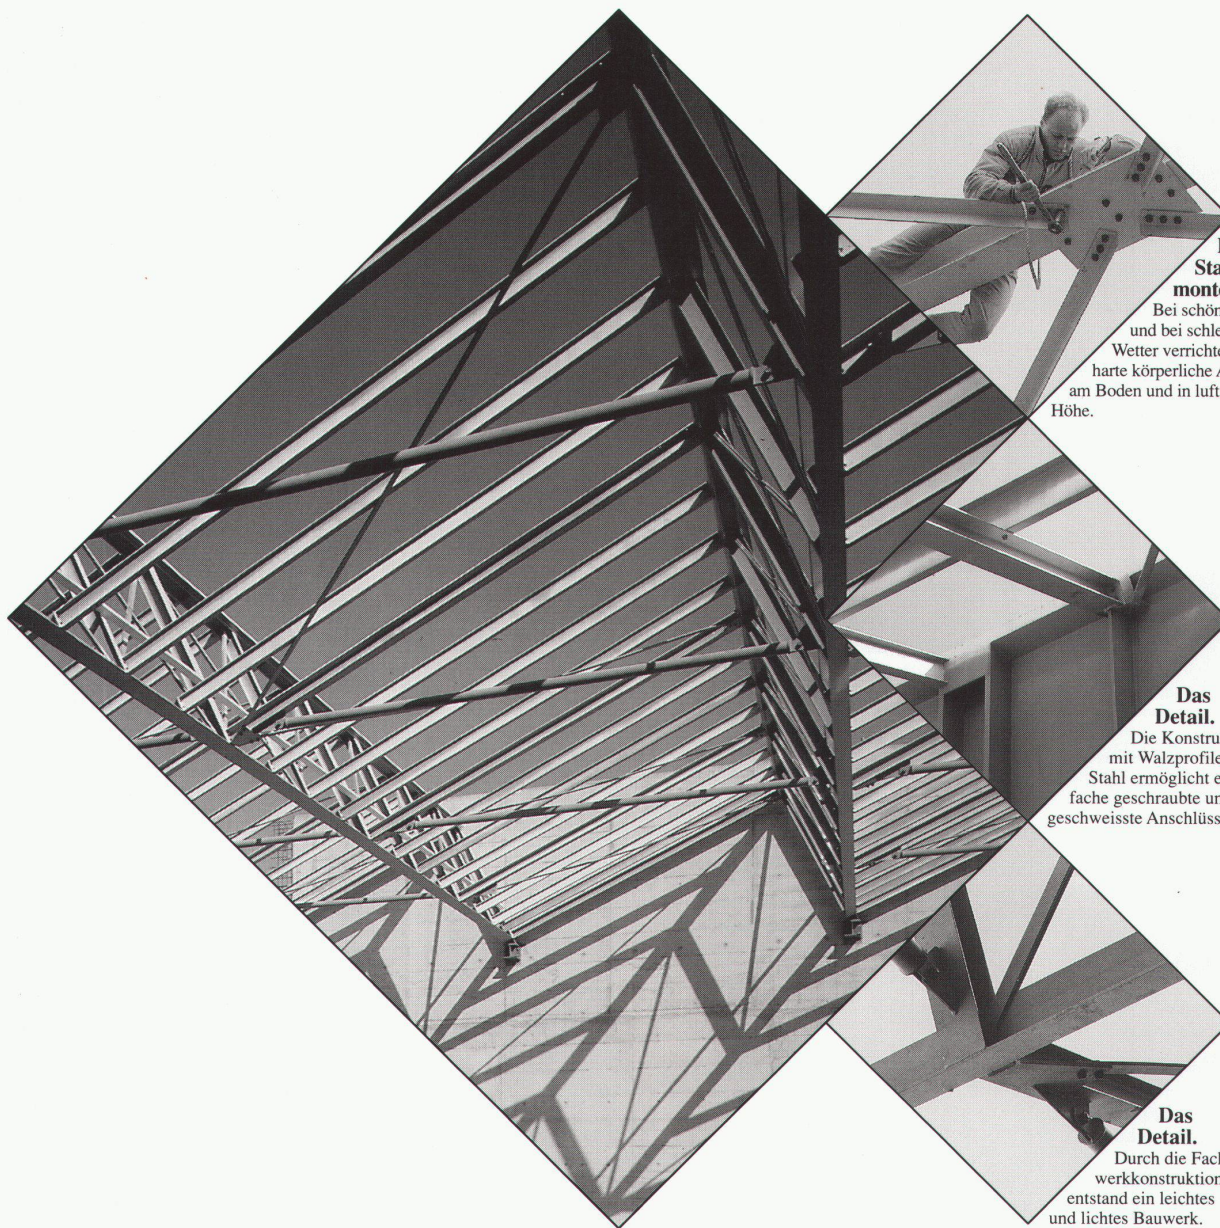 Sta
monte
Bei schön
und bei schle
Wetter verrichte
harte körperliche A
am Boden und in luft
Höhe.
Das
Detail.
Die Konstru
mit Walzprofile
Stahl ermöglicht e
fache geschraubte un
geschweisste Anschlüss
Das
Detail.
Durch die Fach
werkkonstruktion
entstand ein leichtes
und lichtes Bauwerk.